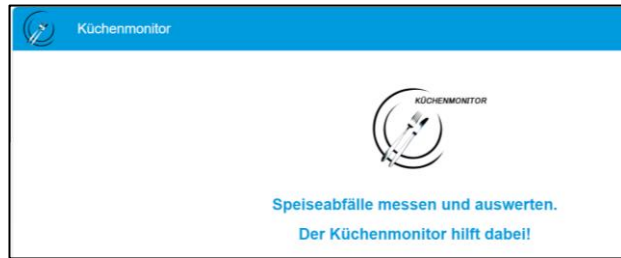 Küchenmonitor
KÜCHENMONITOR
Speiseabfälle messen und auswerten.
Der Küchenmonitor hilft dabei!